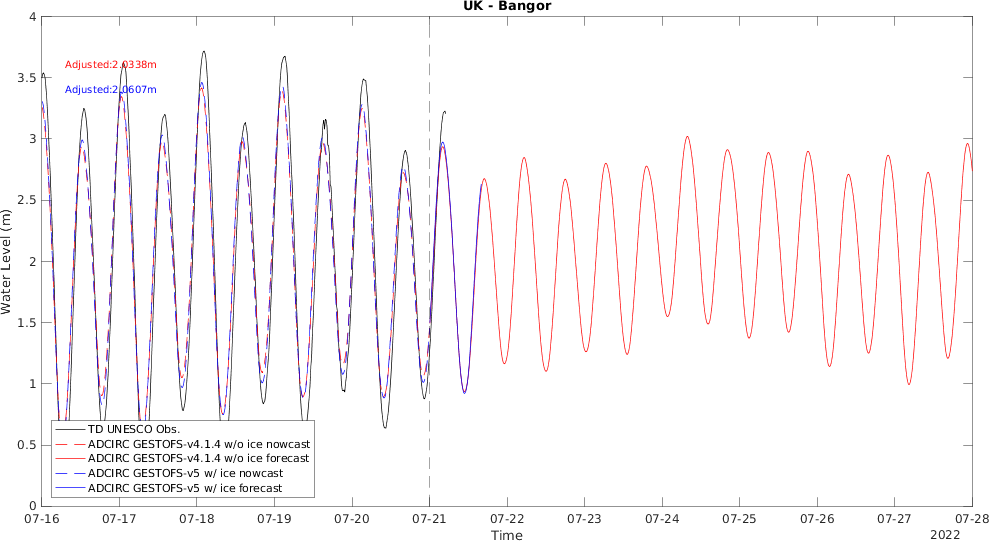 UK - Bangor
Water Level (m)
4
3.5
3
2.5
2
1.5
1
0.5
0
Adjusted:2.0338m
Adjusted:2.0607m
TD UNESCO Obs.
ADCIRC GESTOFS-v4.1.4 w/o ice nowcast
ADCIRC GESTOFS-v4.1.4 w/o ice forecast
ADCIRC GESTOFS-v5 w/ ice nowcast
ADCIRC GESTOFS-v5 w/ ice forecast
07-16 07-17 07-18 07-19 07-20 07-21 07-22 07-23 07-24 07-25 07-26 07-27 07-28
Time
2022